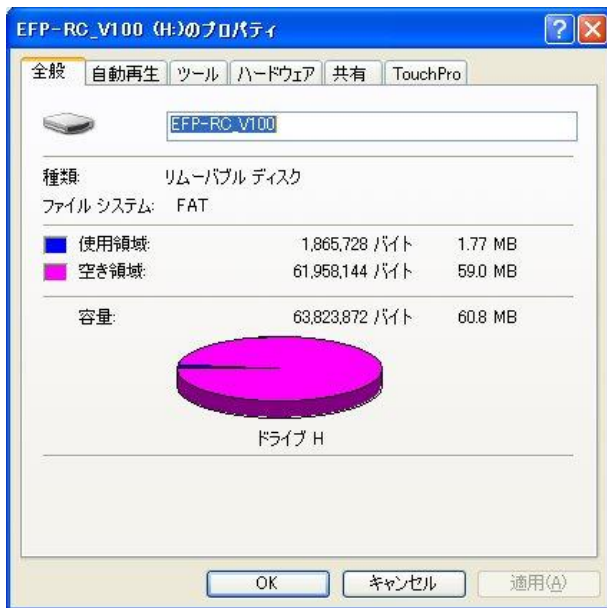 EFP-RC_V100 (H:)のプロパティ
全般 自動再生 ツール ハードウェア 共有 TouchPro
EFP-RC_V100
種類: リムーバブル ディスク
ファイル システム: FAT
使用領域: 1,865,728 バイト 1.77 MB
空き領域: 61,958,144 バイト 59.0 MB
容量: 63,823,872 バイト 60.8 MB
ドライブ H
OK キャンセル 適用(A)